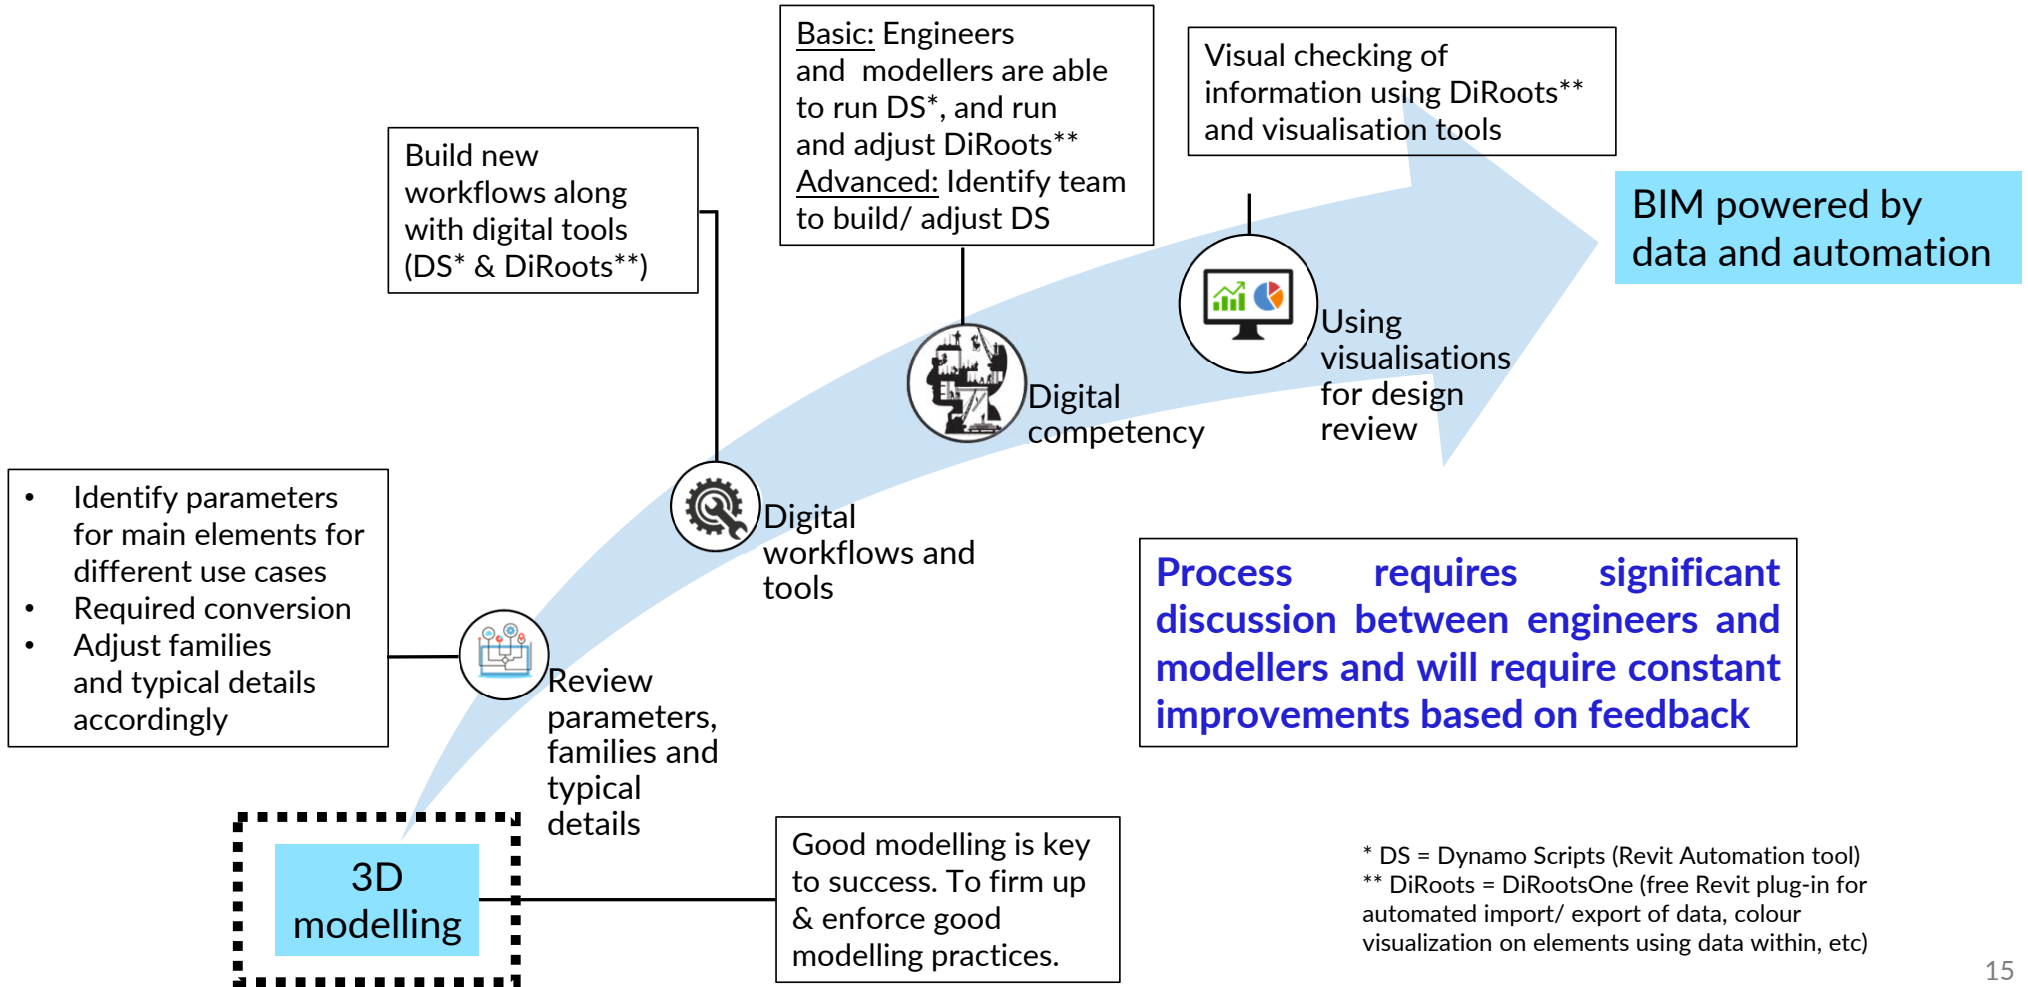 Basic: Engineers
and  modellers are able
to run DS*, and run
and adjust DiRoots**
Advanced: Identify team
to build/ adjust DS
Visual checking of
information using DiRoots**
and visualisation tools
Build new
workflows along
with digital tools
(DS* & DiRoots**)
BIM powered by
data and automation
Using
visualisations
for design
review
Digital
competency
• Identify parameters
for main elements for
different use cases
• Required conversion
• Adjust families
and typical details
accordingly
Digital
workflows and
tools
Process requires significant
discussion between engineers and
modellers and will require constant
improvements based on feedback
Review
parameters,
families and
typical
details
3D
modelling
Good modelling is key
to success. To firm up
& enforce good
modelling practices.
* DS = Dynamo Scripts (Revit Automation tool)
** DiRoots = DiRootsOne (free Revit plug-in for
automated import/ export of data, colour
visualization on elements using data within, etc)
15